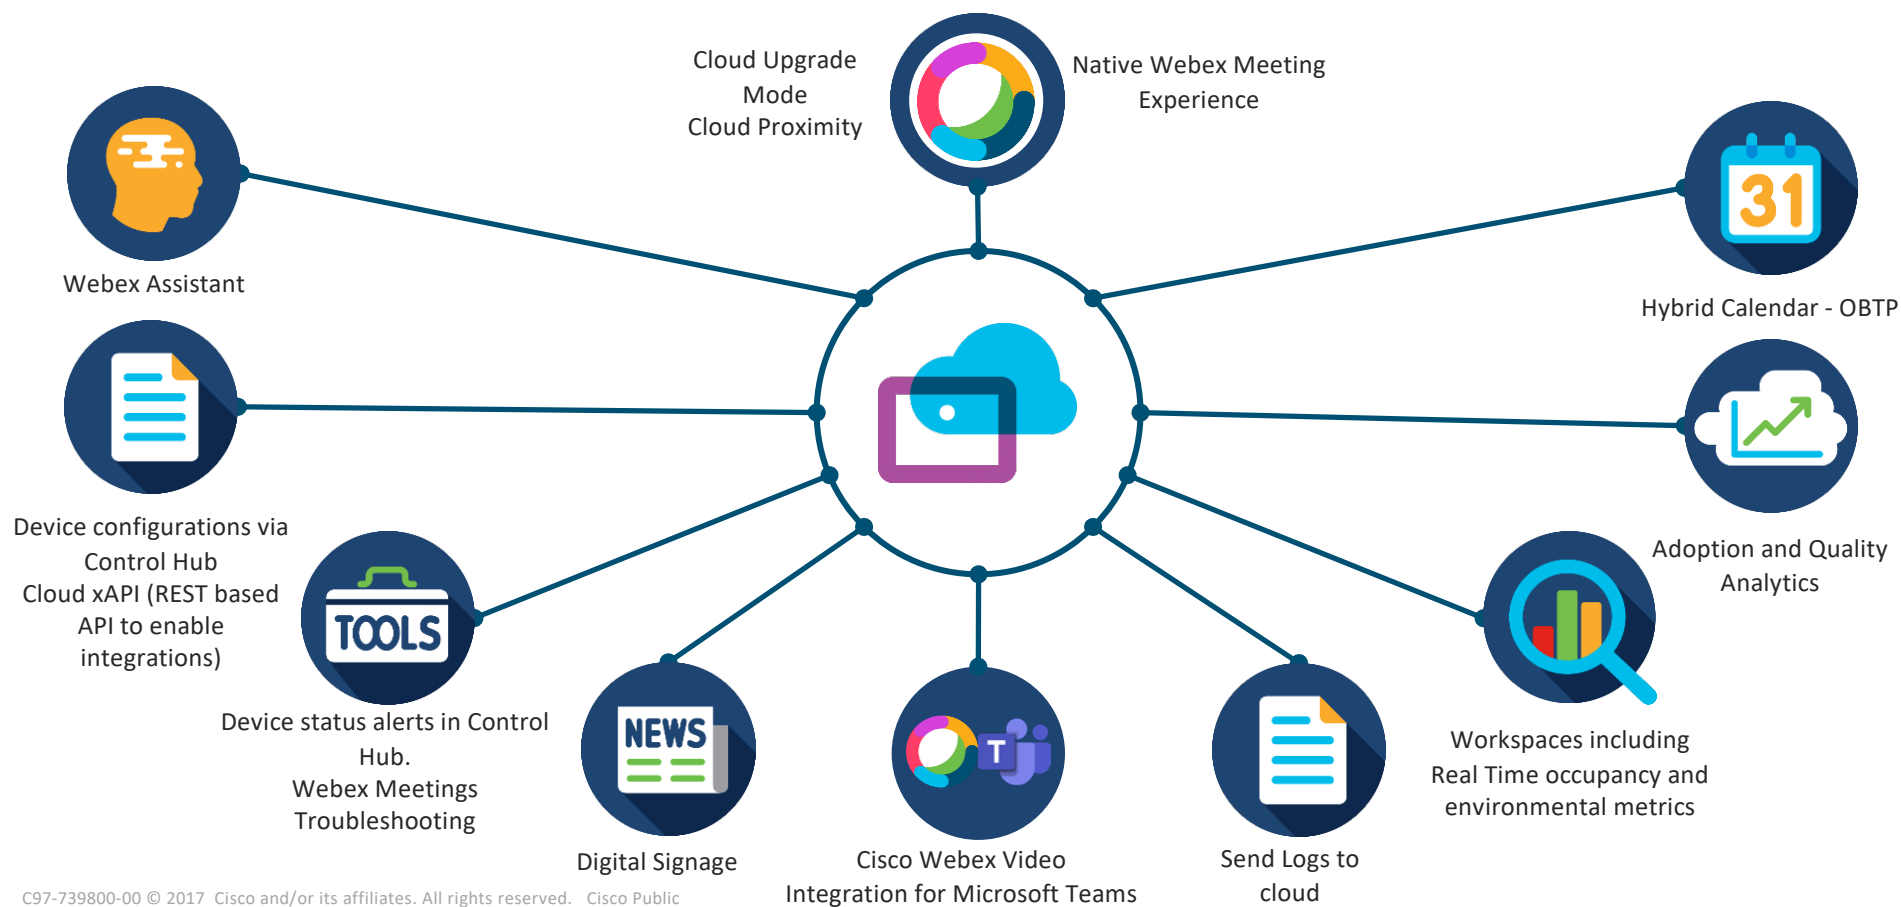 Cloud Upgrade
Mode
Cloud Proximity
Native Webex Meeting
Experience
Webex Assistant
31
Hybrid Calendar - OBTP
Device configurations via
Control Hub
Cloud xAPI (REST based
API to enable
integrations)
Adoption and Quality
Analytics
TOOLS
Device status alerts in Control
Hub.
Webex Meetings
Troubleshooting
Workspaces including
Real Time occupancy and
environmental metrics
NEWS
Digital Signage
T
Cisco Webex Video
Integration for Microsoft Teams
Send Logs to
cloud
C97-739800-00 © 2017 Cisco and/or its affiliates. All rights reserved. Cisco Public